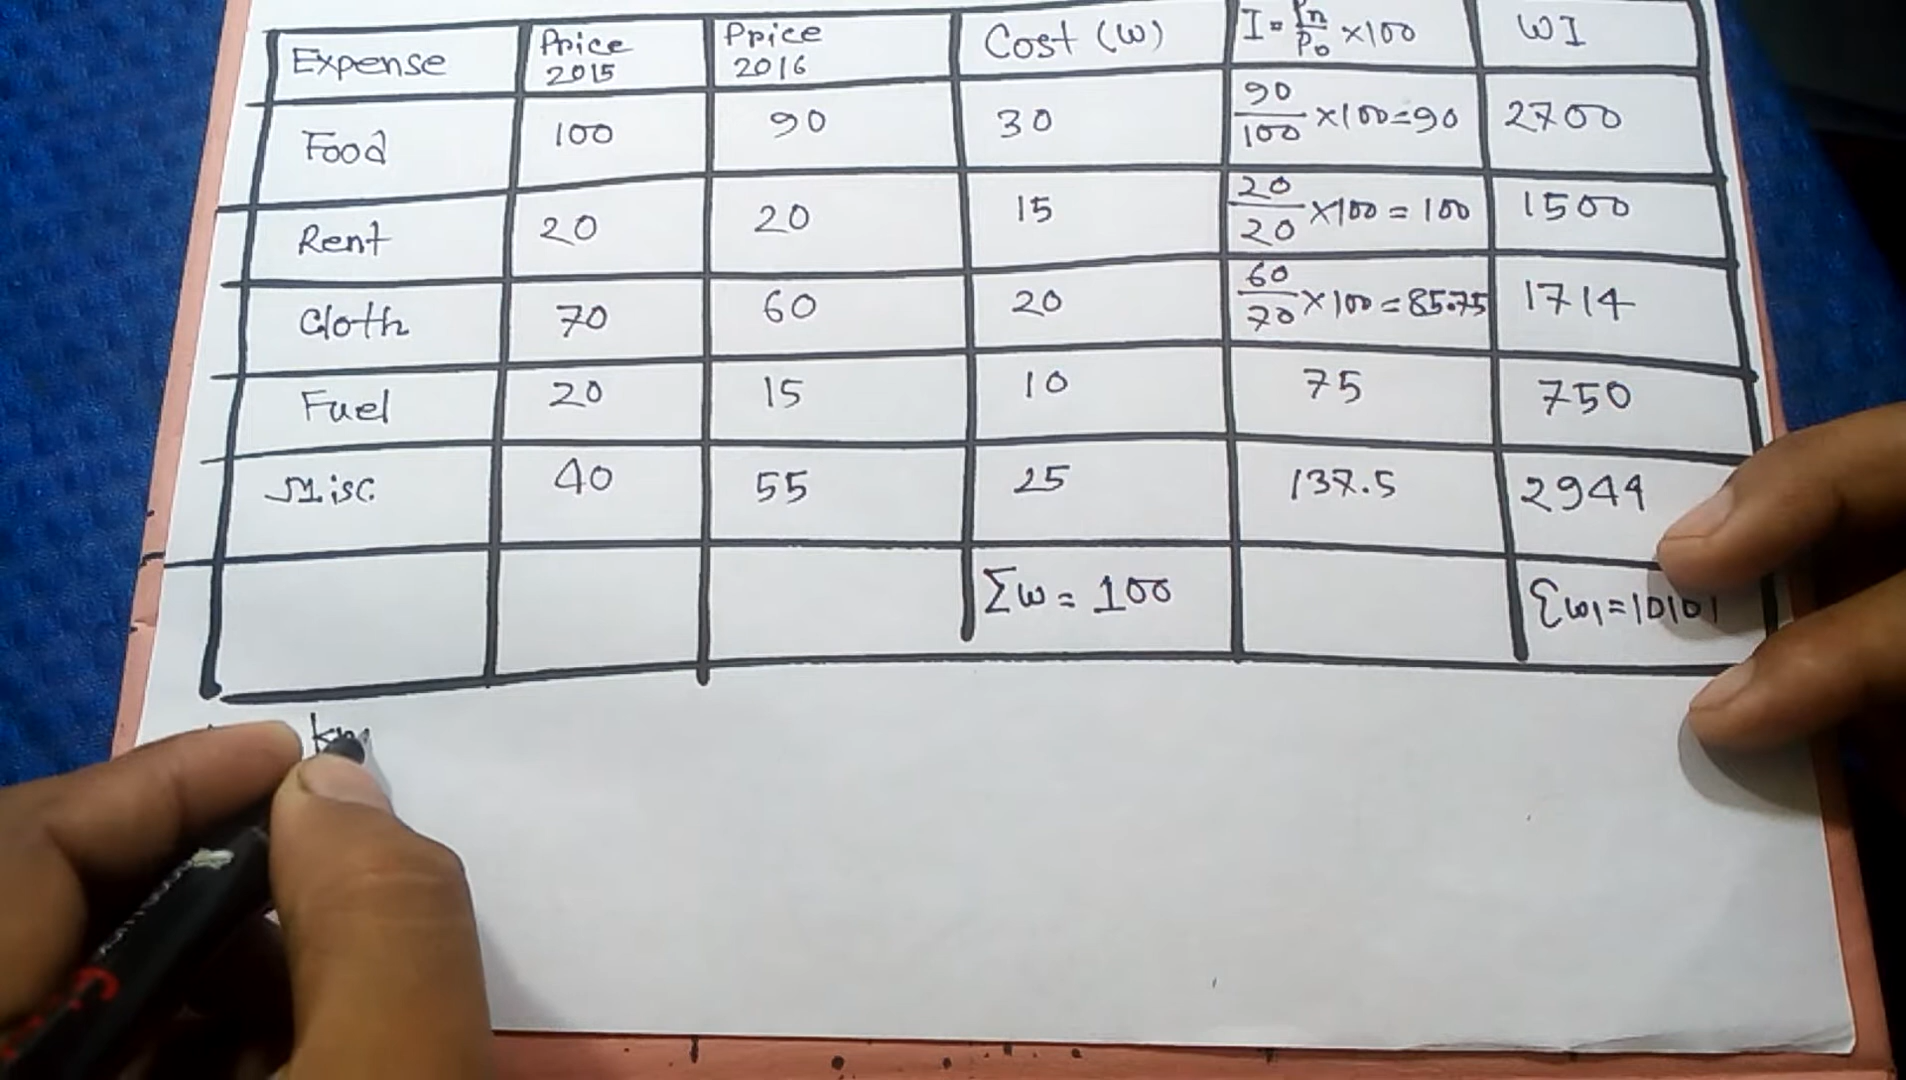 Expense Price 2015 Price 2016 Cost (W) I = Pn/Po ×100 WI
Food 100 90 30 90/100 ×100=90 2700
Rent 20 20 15 20/20 ×100 = 100 1500
Cloth 70 60 20 60/70 × 100 = 85.75 1714
Fuel 20 15 10 75 750
Misc. 40 55 25 137.5 2944
Σw = 100 Σwı=10101